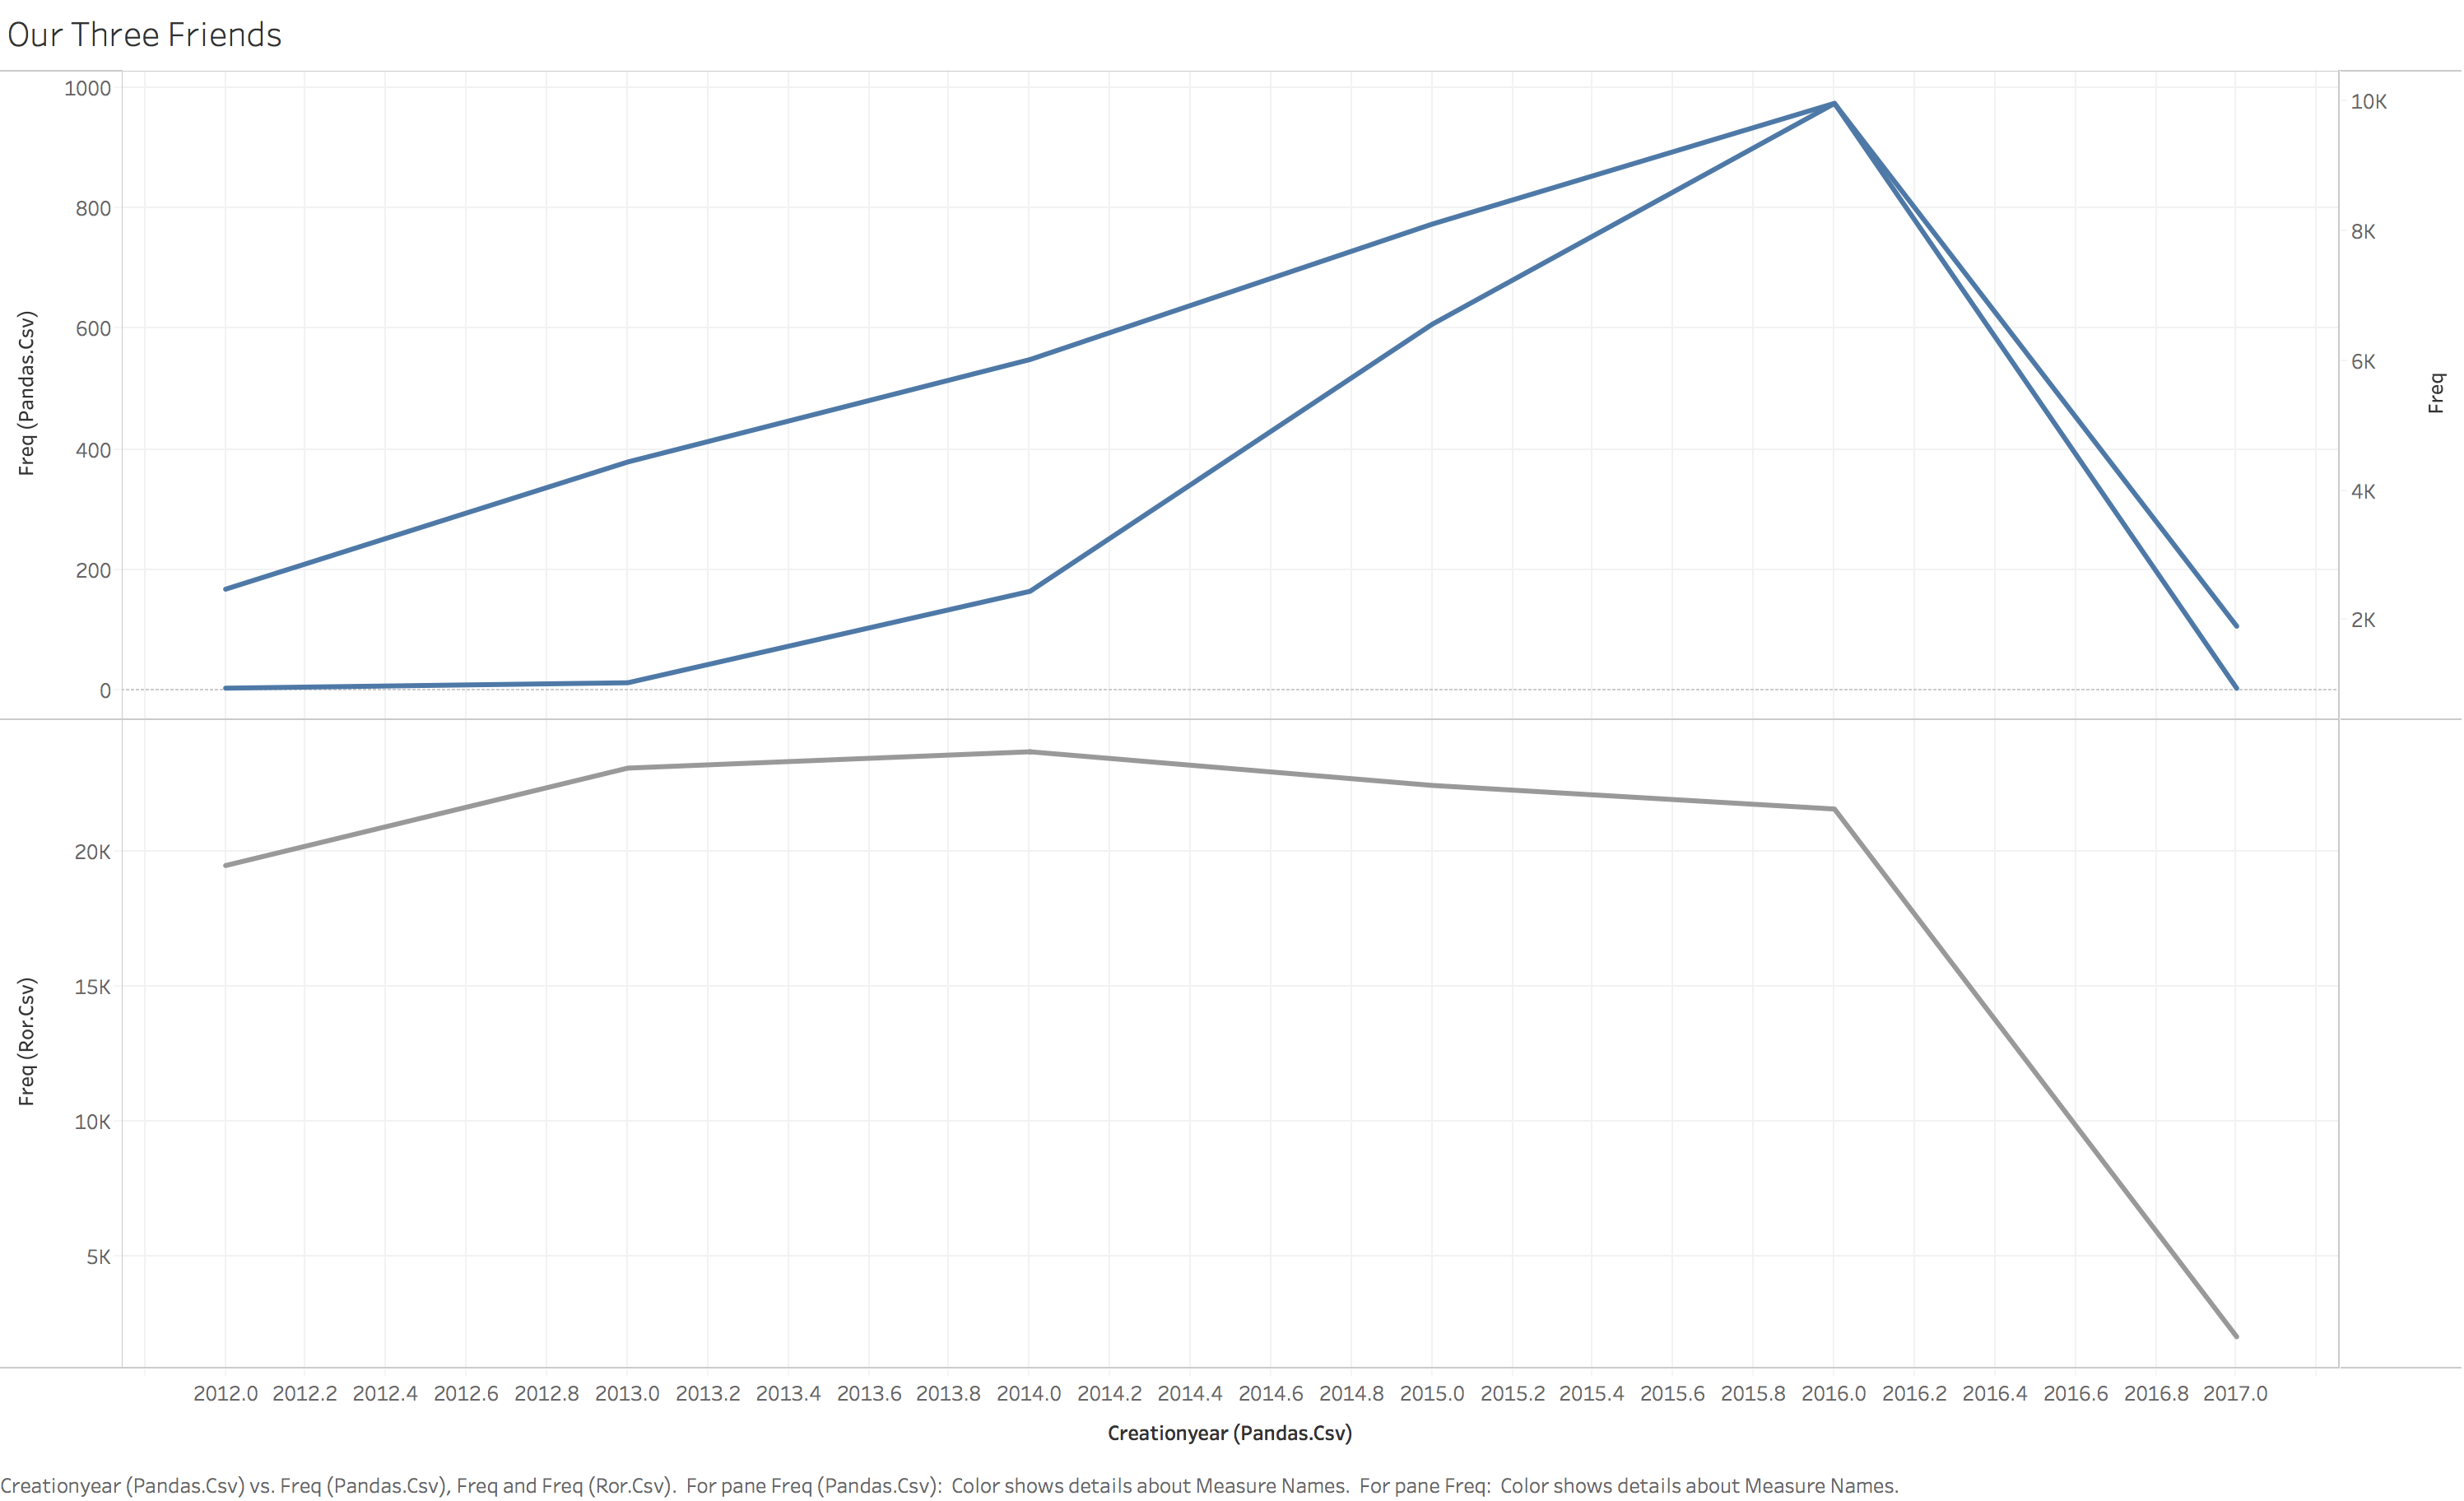 Our Three Friends
1000
800
600
400
200
0
Freq (Pandas.Csv)
10K
8K
6K
4K
2K
Freq
20K
15K
10K
5K
Freq (Ror.Csv)
2012.0 2012.2 2012.4 2012.6 2012.8 2013.0 2013.2 2013.4 2013.6 2013.8 2014.0 2014.2 2014.4 2014.6 2014.8 2015.0 2015.2 2015.4 2015.6 2015.8 2016.0 2016.2 2016.4 2016.6 2016.8 2017.0
Creationyear (Pandas.Csv)
Creationyear (Pandas.Csv) vs. Freq (Pandas.Csv), Freq and Freq (Ror.Csv).  For pane Freq (Pandas.Csv):  Color shows details about Measure Names.  For pane Freq:  Color shows details about Measure Names.